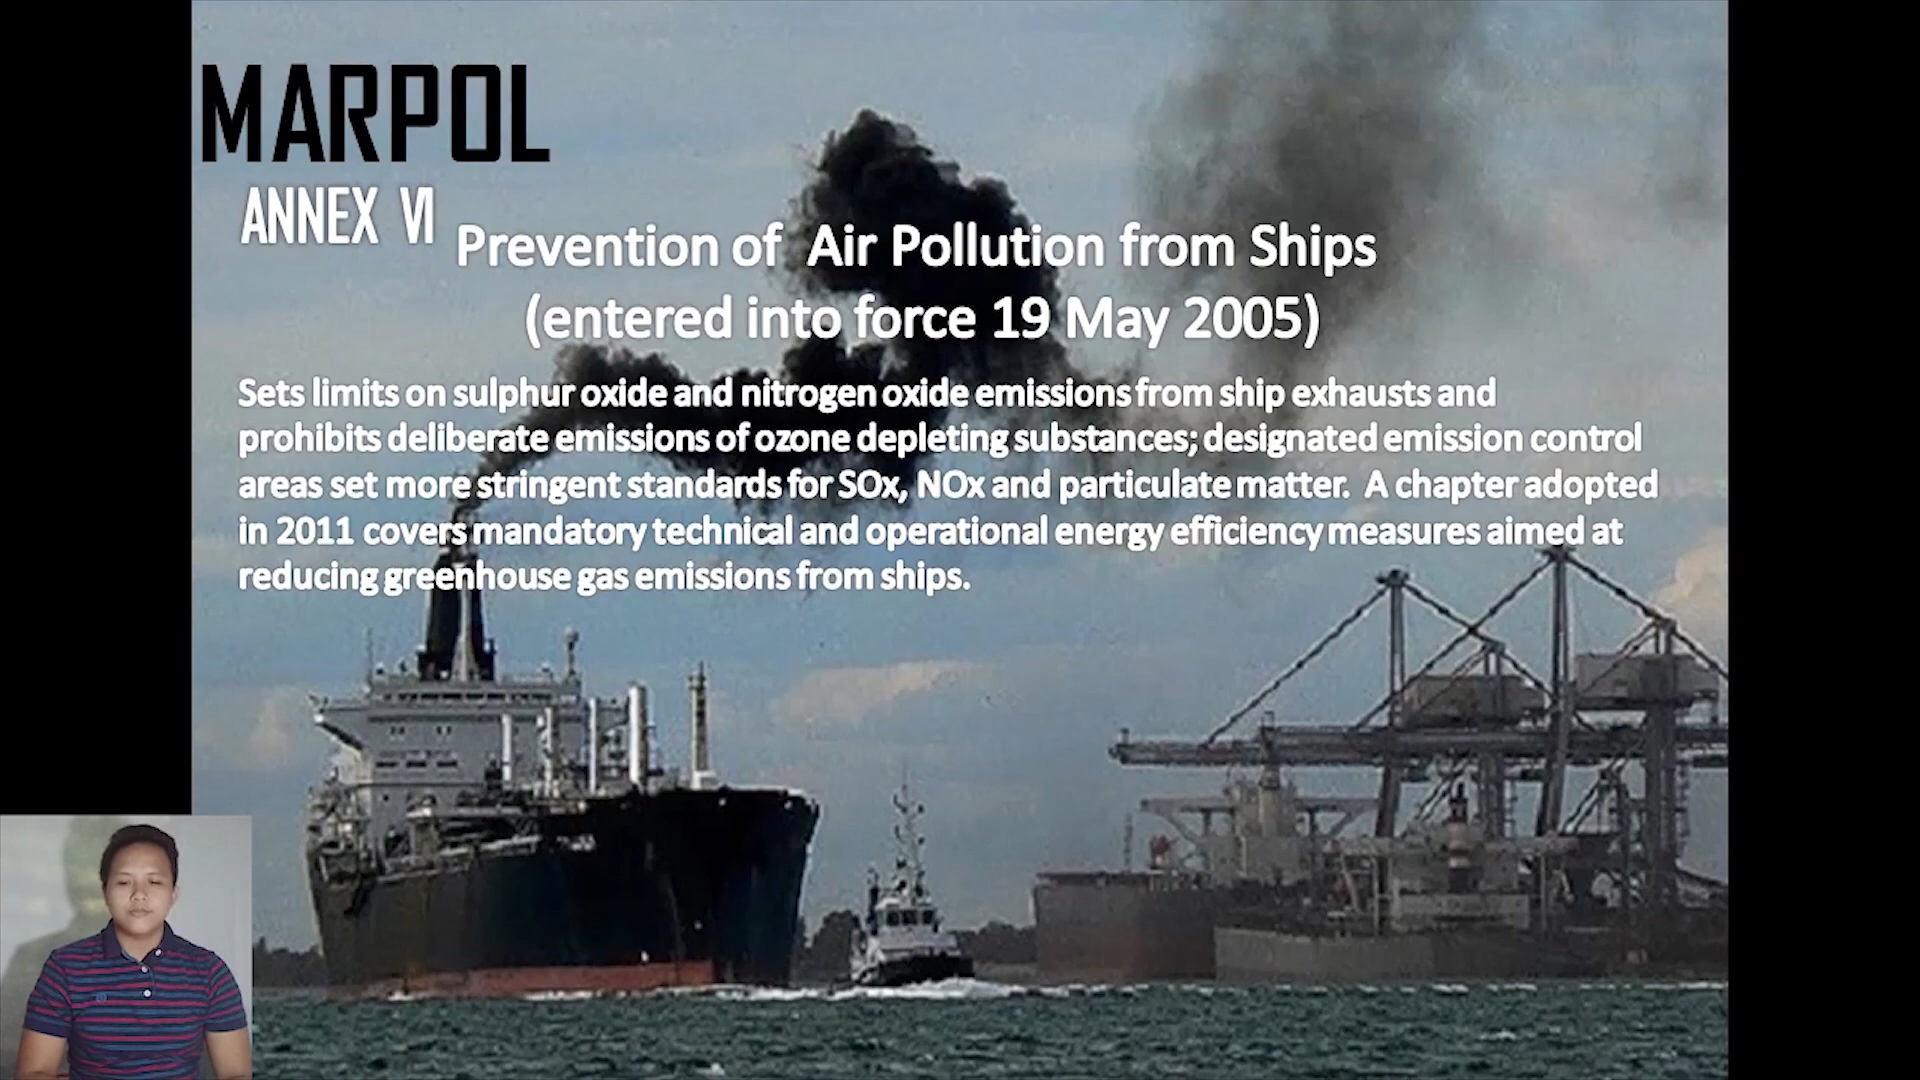 MARPOL
ANNEX VI
Prevention of Air Pollution from Ships
(entered into force 19 May 2005)
Sets limits on sulphur oxide and nitrogen oxide emissions from ship exhausts and
prohibits deliberate emissions of ozone depleting substances; designated emission control
areas set more stringent standards for SOx, NOx and particulate matter. A chapter adopted
in 2011 covers mandatory technical and operational energy efficiency measures aimed at
reducing greenhouse gas emissions from ships.